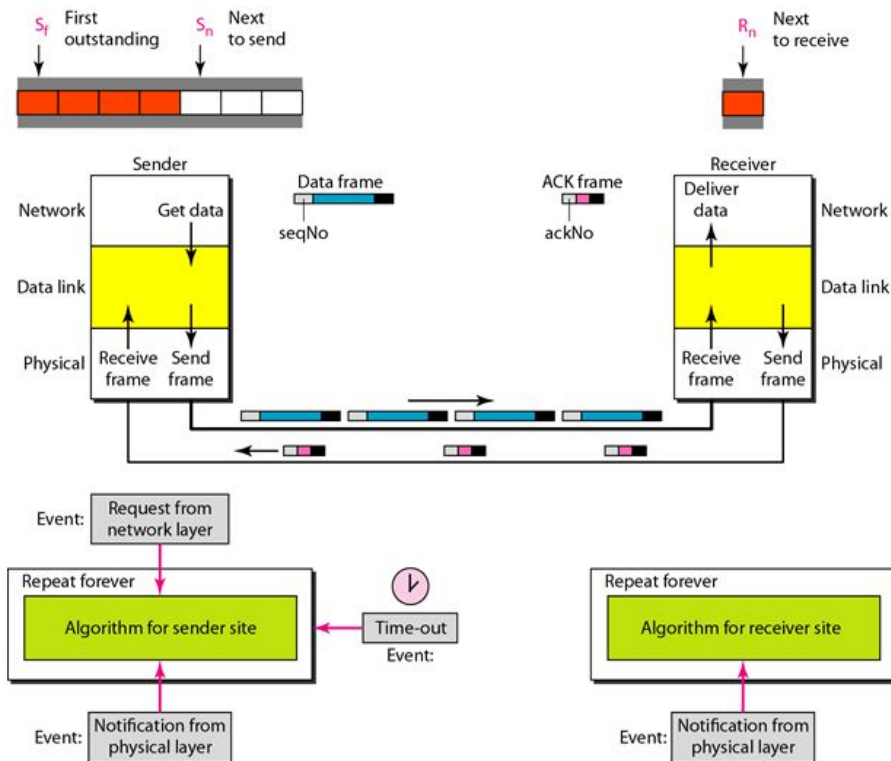 Sf First outstanding
Sn Next to send
Rn Next to receive
Sender
Receiver
Network
Get data
Data frame
seqNo
ACK frame
ackNo
Deliver
data
Network
Data link
Data link
Physical
Receive
frame
Send
frame
Receive
frame
Send
frame
Physical
Event:
Request from
network layer
Repeat forever
Algorithm for sender site
Time-out
Event:
Repeat forever
Algorithm for receiver site
Event:
Notification from
physical layer
Event:
Notification from
physical layer